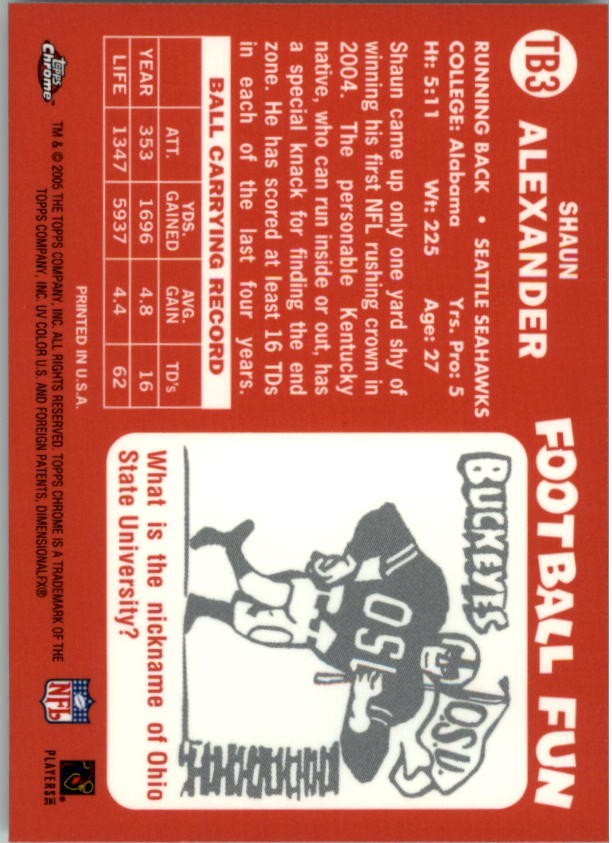 TB3
SHAUN
ALEXANDER
RUNNING BACK • SEATTLE SEAHAWKS
COLLEGE: Alabama Yrs. Pro: 5
Ht: 5:11 Wt: 225 Age: 27
Shaun came up only one yard shy of
winning his first NFL rushing crown in
2004. The personable Kentucky
native, who can run inside or out, has
a special knack for finding the end
zone. He has scored at least 16 TDs
in each of the last four years.
BALL CARRYING RECORD
ATT. YDS. GAINED AVG. GAIN TD's
YEAR 353 1696 4.8 16
LIFE 1347 5937 4.4 62
PRINTED IN U.S.A.
FOOTBALL FUN
BUCKEYES
O.S.U.
OSU
What is the nickname of Ohio
State University?
Topps Chrome™
TM & © 2005 THE TOPPS COMPANY, INC. ALL RIGHTS RESERVED. TOPPS CHROME IS A TRADEMARK OF THE
TOPPS COMPANY, INC. UV COLOR U.S. AND FOREIGN PATENTS, DIMENSIONALFX®
NFL
PLAYERS INC